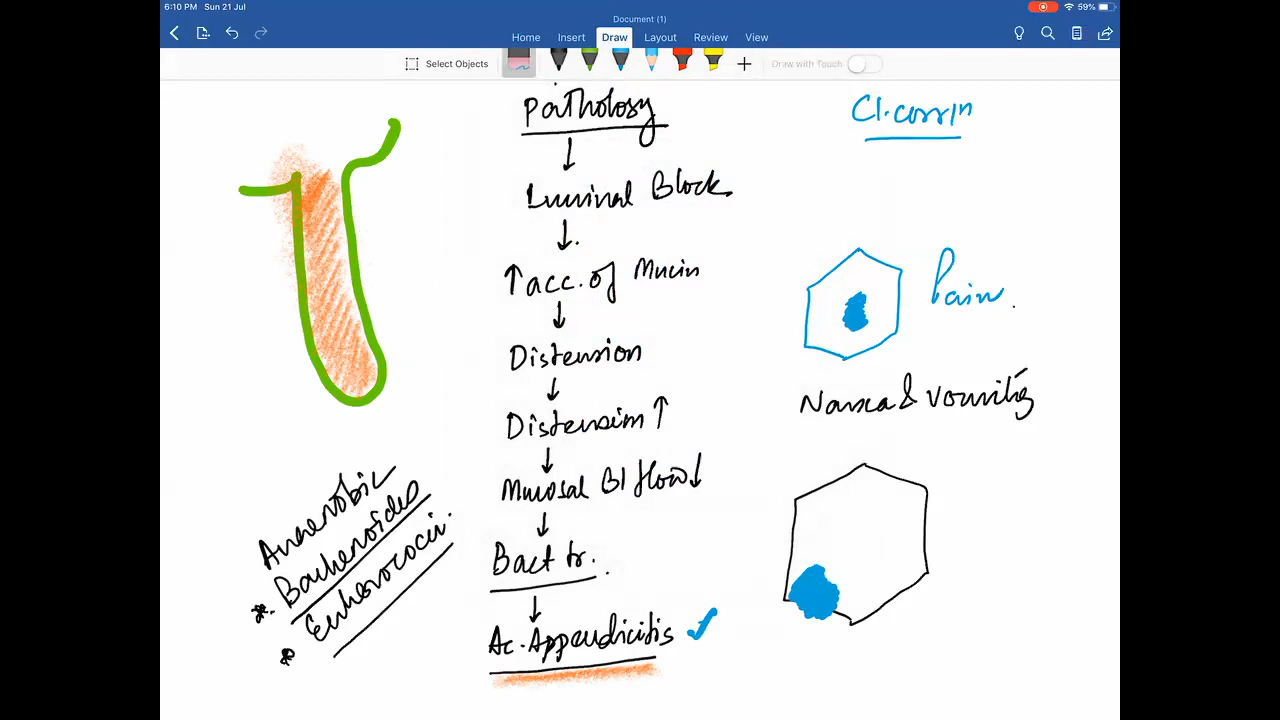 6:10 PM Sun 21 Jul
59%
Document (1)
Home Insert Draw Layout Review View
Select Objects
Draw with Touch
Pathology
Luminal Block
↑ acc. of Mucin
Distension
Distension ↑
Mucosal Bl flow ↓
Bact tr.
Ac. Appendicitis ✓
Anaerobic
* Bacheroides
* Enterococci.
Cl.
Pain.
Nausea & vomiting